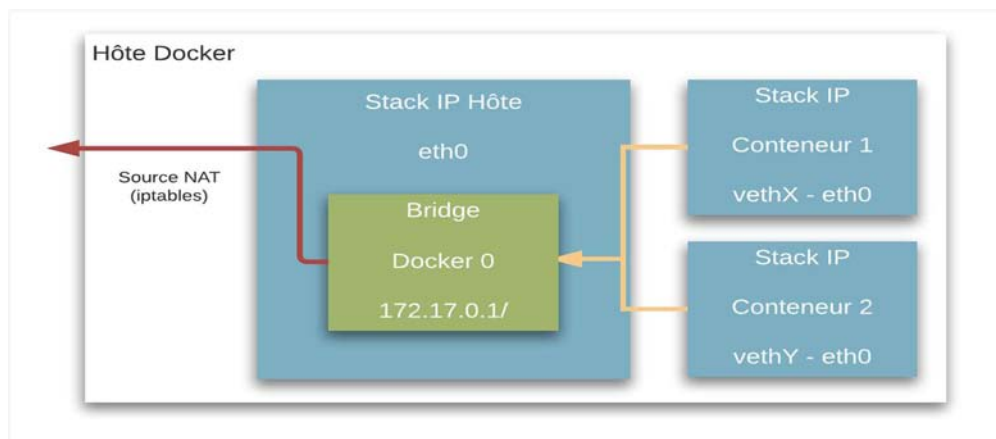 Hôte Docker
Stack IP Hôte
eth0
Source NAT
(iptables)
Bridge
Docker 0
172.17.0.1/
Stack IP
Conteneur 1
vethX - eth0
Stack IP
Conteneur 2
vethY - eth0